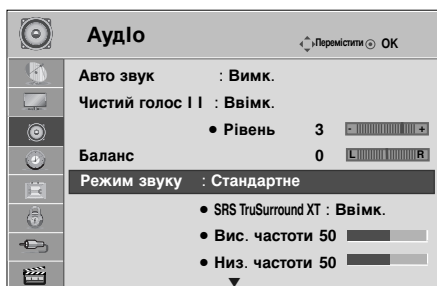 АудІо Перемістити OK
Авто звук : Вимк.
Чистий голос I I : Ввімк.
• Рівень 3 - +
Баланс 0 L R
Режим звуку : Стандартне
• SRS TruSurround XT : Ввімк.
• Вис. частоти 50
• Низ. частоти 50